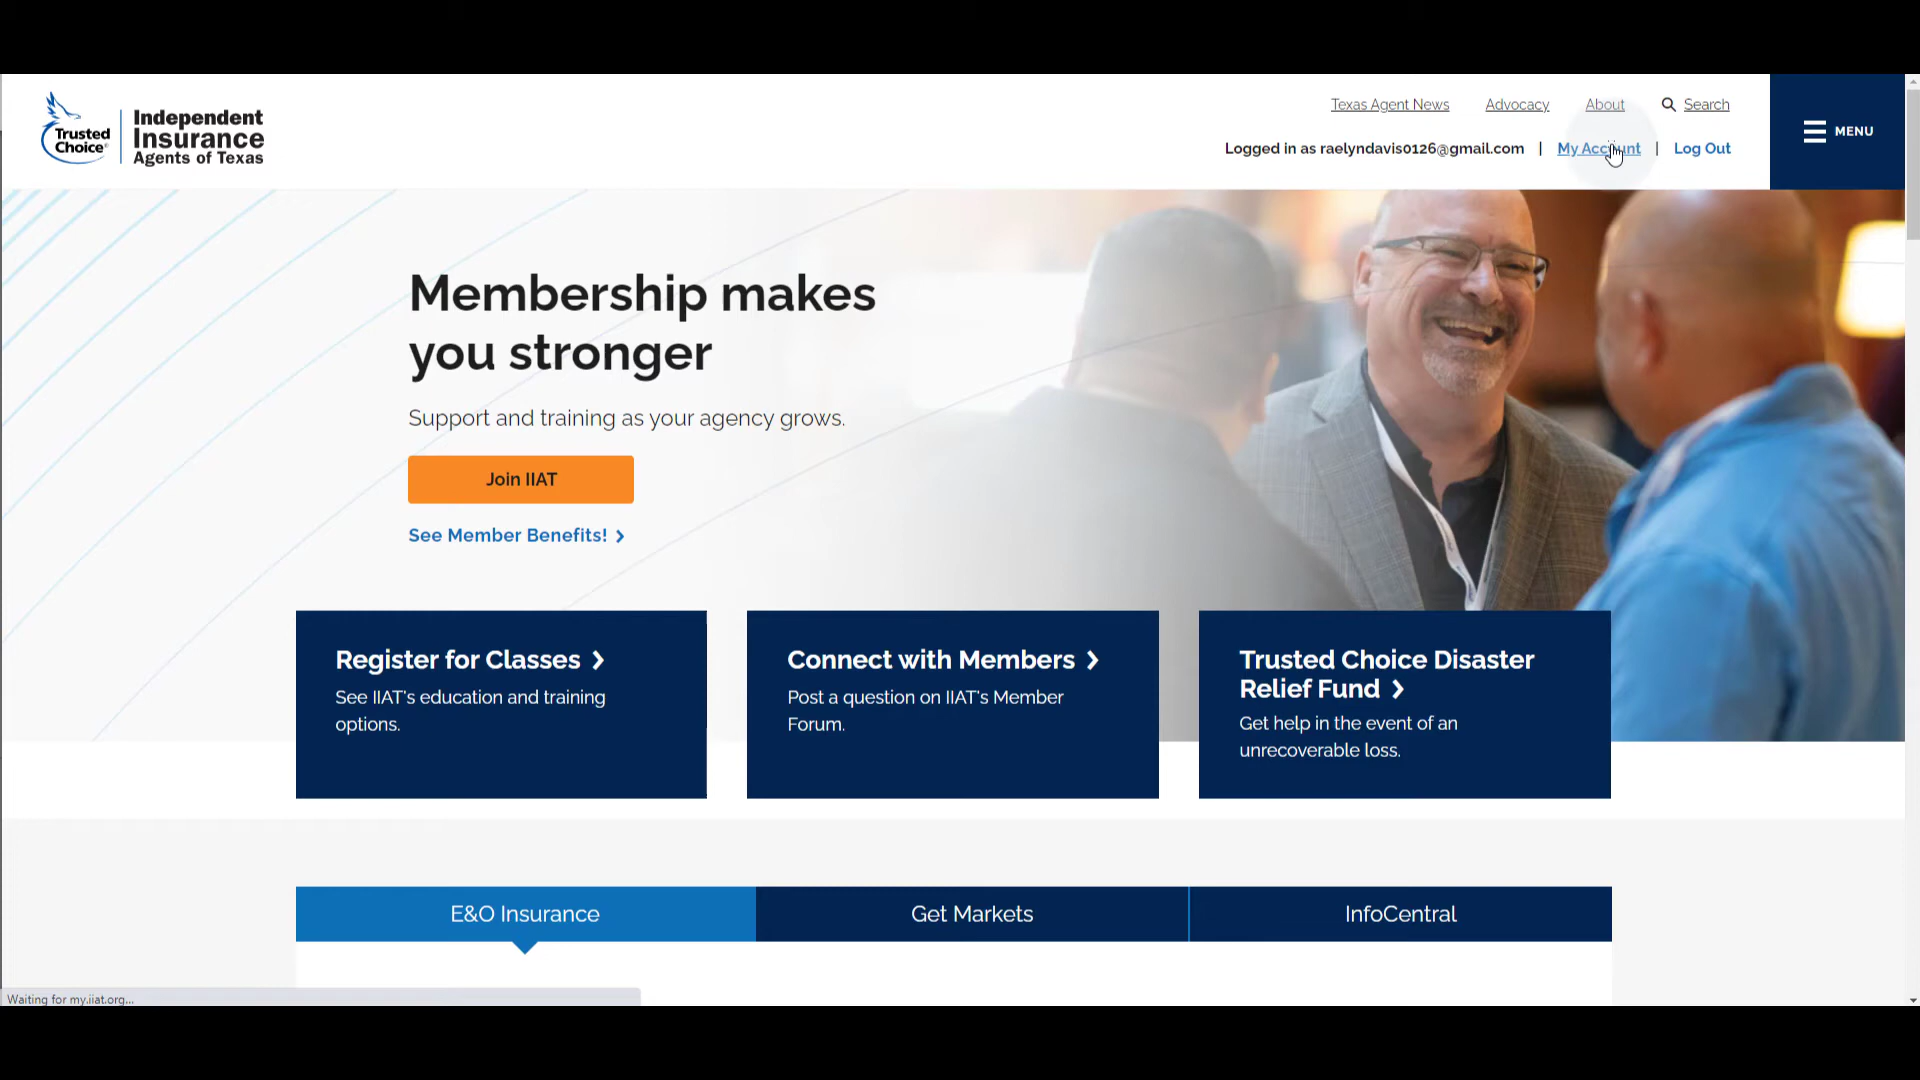 Trusted
Choice®
Independent
Insurance
Agents of Texas
Texas Agent News
Advocacy
About
Search
MENU
Logged in as raelyndavis0126@gmail.com | My Account | Log Out
Membership makes
you stronger
Support and training as your agency grows.
Join IIAT
See Member Benefits!
Register for Classes
See IIAT's education and training
options.
Connect with Members
Post a question on IIAT's Member
Forum.
Trusted Choice Disaster
Relief Fund
Get help in the event of an
unrecoverable loss.
E&O Insurance
Get Markets
InfoCentral
Waiting for my.iiat.org...